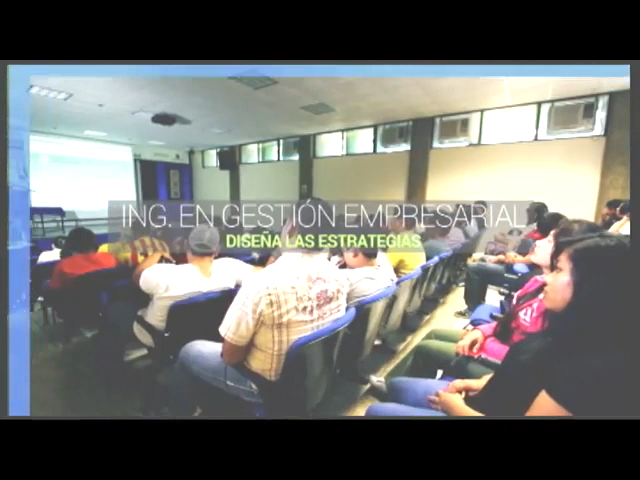 ING. EN GESTIÓN EMPRESARIAL
DISEÑA LAS ESTRATEGIAS